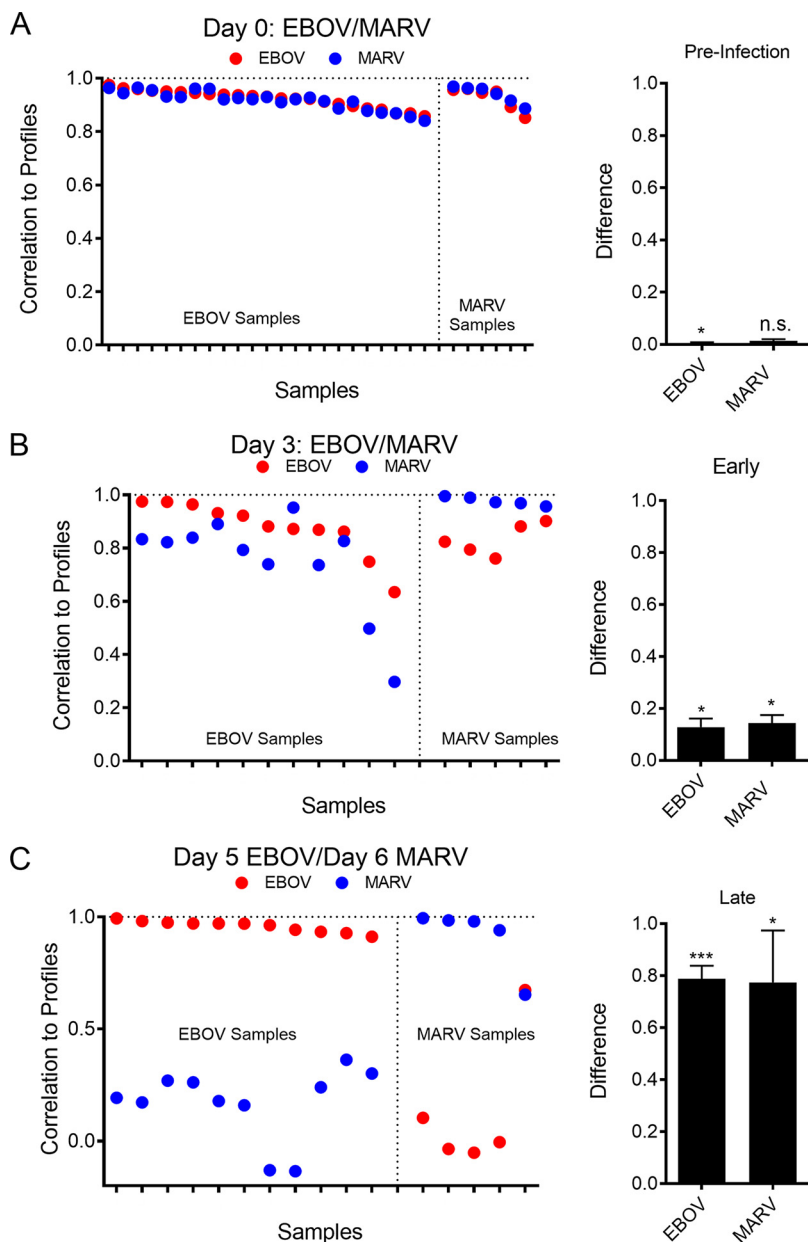 A
Day 0: EBOV/MARV
EBOV MARV
Correlation to Profiles
1.0
0.8
0.6
0.4
0.2
0.0
EBOV Samples
MARV
Samples
Samples
Pre-Infection
Difference
1.0
0.8
0.6
0.4
0.2
0.0
*
n.s.
EBOV
MARV
B
Day 3: EBOV/MARV
EBOV MARV
Correlation to Profiles
1.0
0.8
0.6
0.4
0.2
0.0
EBOV Samples
MARV Samples
Samples
Early
Difference
1.0
0.8
0.6
0.4
0.2
0.0
*
*
EBOV
MARV
C
Day 5 EBOV/Day 6 MARV
EBOV MARV
Correlation to Profiles
1.0
0.5
0.0
EBOV Samples
MARV Samples
Samples
Late
Difference
1.0
0.8
0.6
0.4
0.2
0.0
***
*
EBOV
MARV